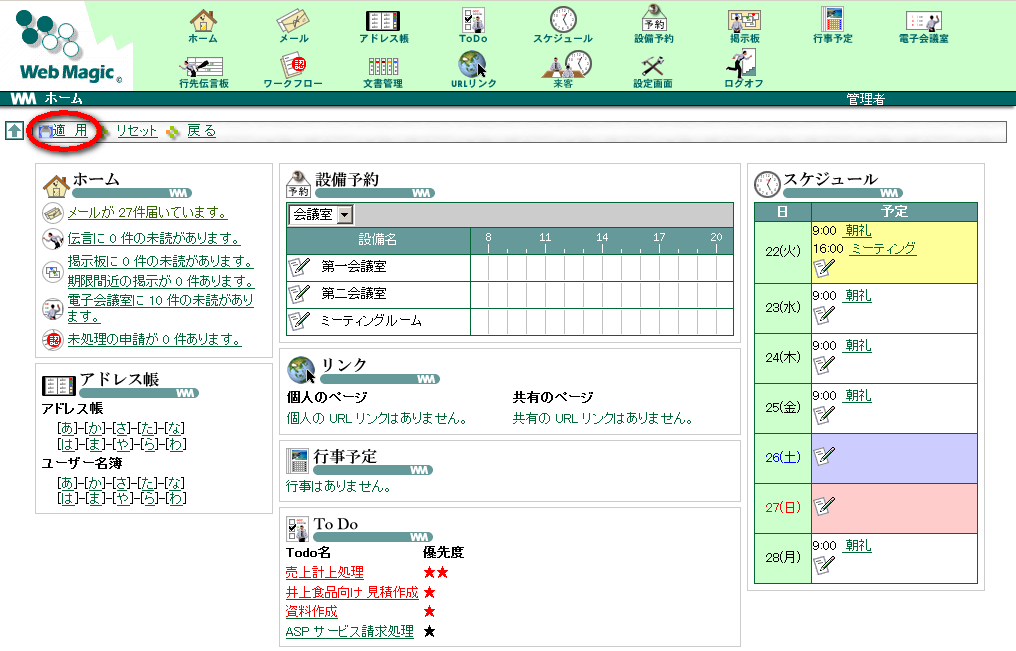 Web Magic
ホーム
メール
アドレス帳
ToDo
スケジュール
設備予約
掲示板
行事予定
電子会議室
行先伝言板
ワークフロー
文書管理
URLリンク
来客
設定画面
ログオフ
WM ホーム 管理者
適 用 リセット 戻る
ホーム
WM
メールが 27件届いています。
伝言に 0 件の未読があります。
掲示板に 0 件の未読があります。
期限間近の掲示が 0 件あります。
電子会議室に 10 件の未読があり
ます。
未処理の申請が 0 件あります。
アドレス帳
WM
アドレス帳
[あ]-[か]-[さ]-[た]-[な]
[は]-[ま]-[や]-[ら]-[わ]
ユーザー名簿
[あ]-[か]-[さ]-[た]-[な]
[は]-[ま]-[や]-[ら]-[わ]
予約 設備予約
WM
会議室
設備名 8 11 14 17 20
第一会議室
第二会議室
ミーティングルーム
リンク
WM
個人のページ 共有のページ
個人の URL リンクはありません。 共有の URL リンクはありません。
行事予定
WM
行事はありません。
To Do
WM
Todo名 優先度
売上計上処理 ★★
井上食品向け 見積作成 ★
資料作成 ★
ASP サービス請求処理 ★
スケジュール
WM
日 予定
22(火) 9:00 朝礼
16:00 ミーティング
23(水) 9:00 朝礼
24(木) 9:00 朝礼
25(金) 9:00 朝礼
26(土)
27(日)
28(月) 9:00 朝礼